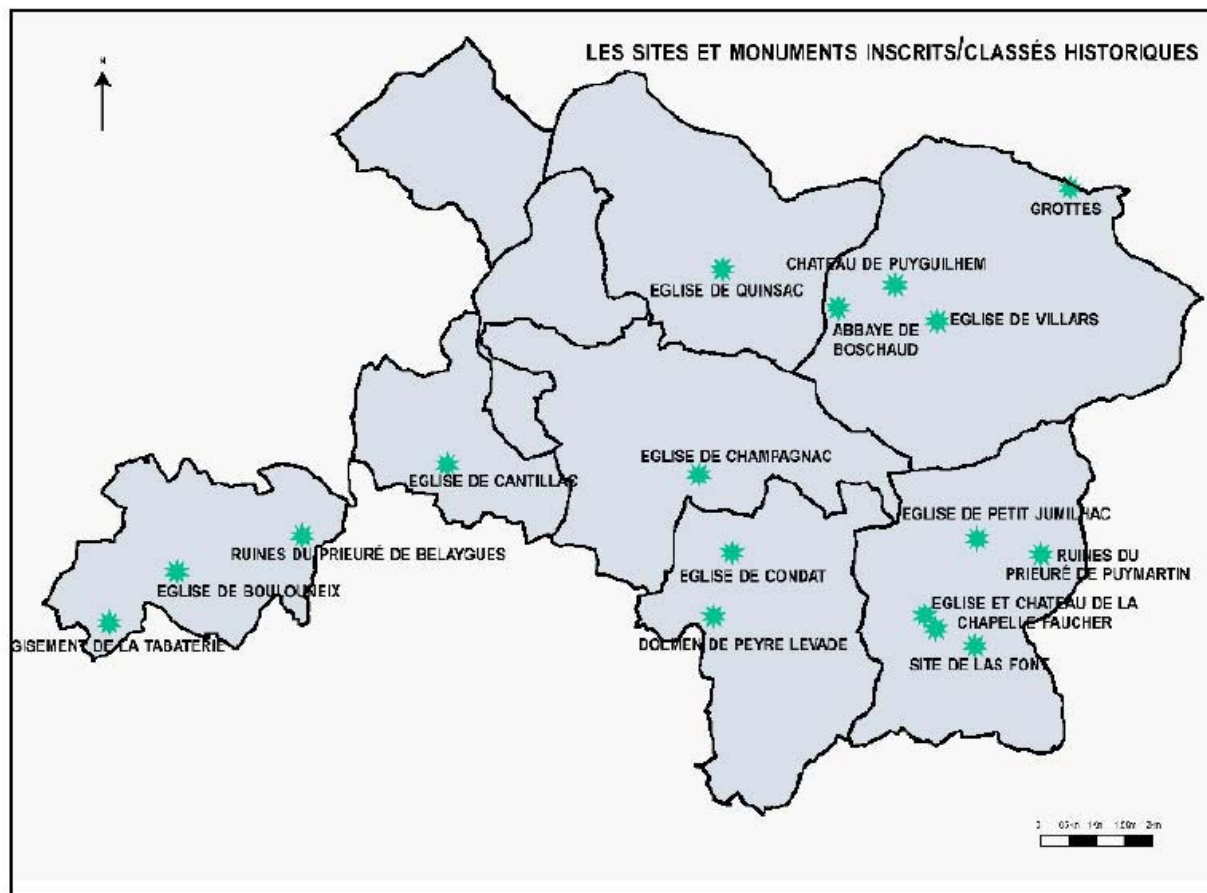 LES SITES ET MONUMENTS INSCRITS/CLASSÉS HISTORIQUES
N
GROTTES
CHATEAU DE PUYGUILHEM
EGLISE DE QUINSAC
ABBAYE DE
BOSCHAUD
EGLISE DE VILLARS
EGLISE DE CHAMPAGNAC
EGLISE DE CANTILLAC
EGLISE DE PETIT JUMILHAC
RUINES DU PRIEURÉ DE BELAYGUES
RUINES DU
PRIEURÉ DE PUYMARTIN
EGLISE DE CONDAT
EGLISE DE BOULOUNEIX
EGLISE ET CHATEAU DE LA
CHAPELLE FAUCHER
GISEMENT DE LA TABATERIE
DOLMEN DE PEYRE LEVADE
SITE DE LAS FONT
0